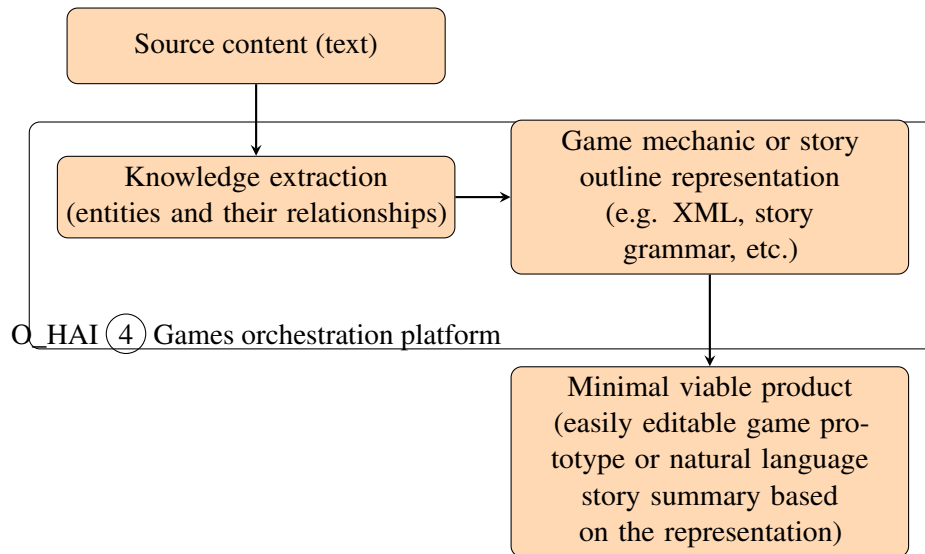 Source content (text)
Knowledge extraction
(entities and their relationships)
Game mechanic or story
outline representation
(e.g. XML, story
grammar, etc.)
O_HAI 4 Games orchestration platform
Minimal viable product
(easily editable game pro-
totype or natural language
story summary based
on the representation)